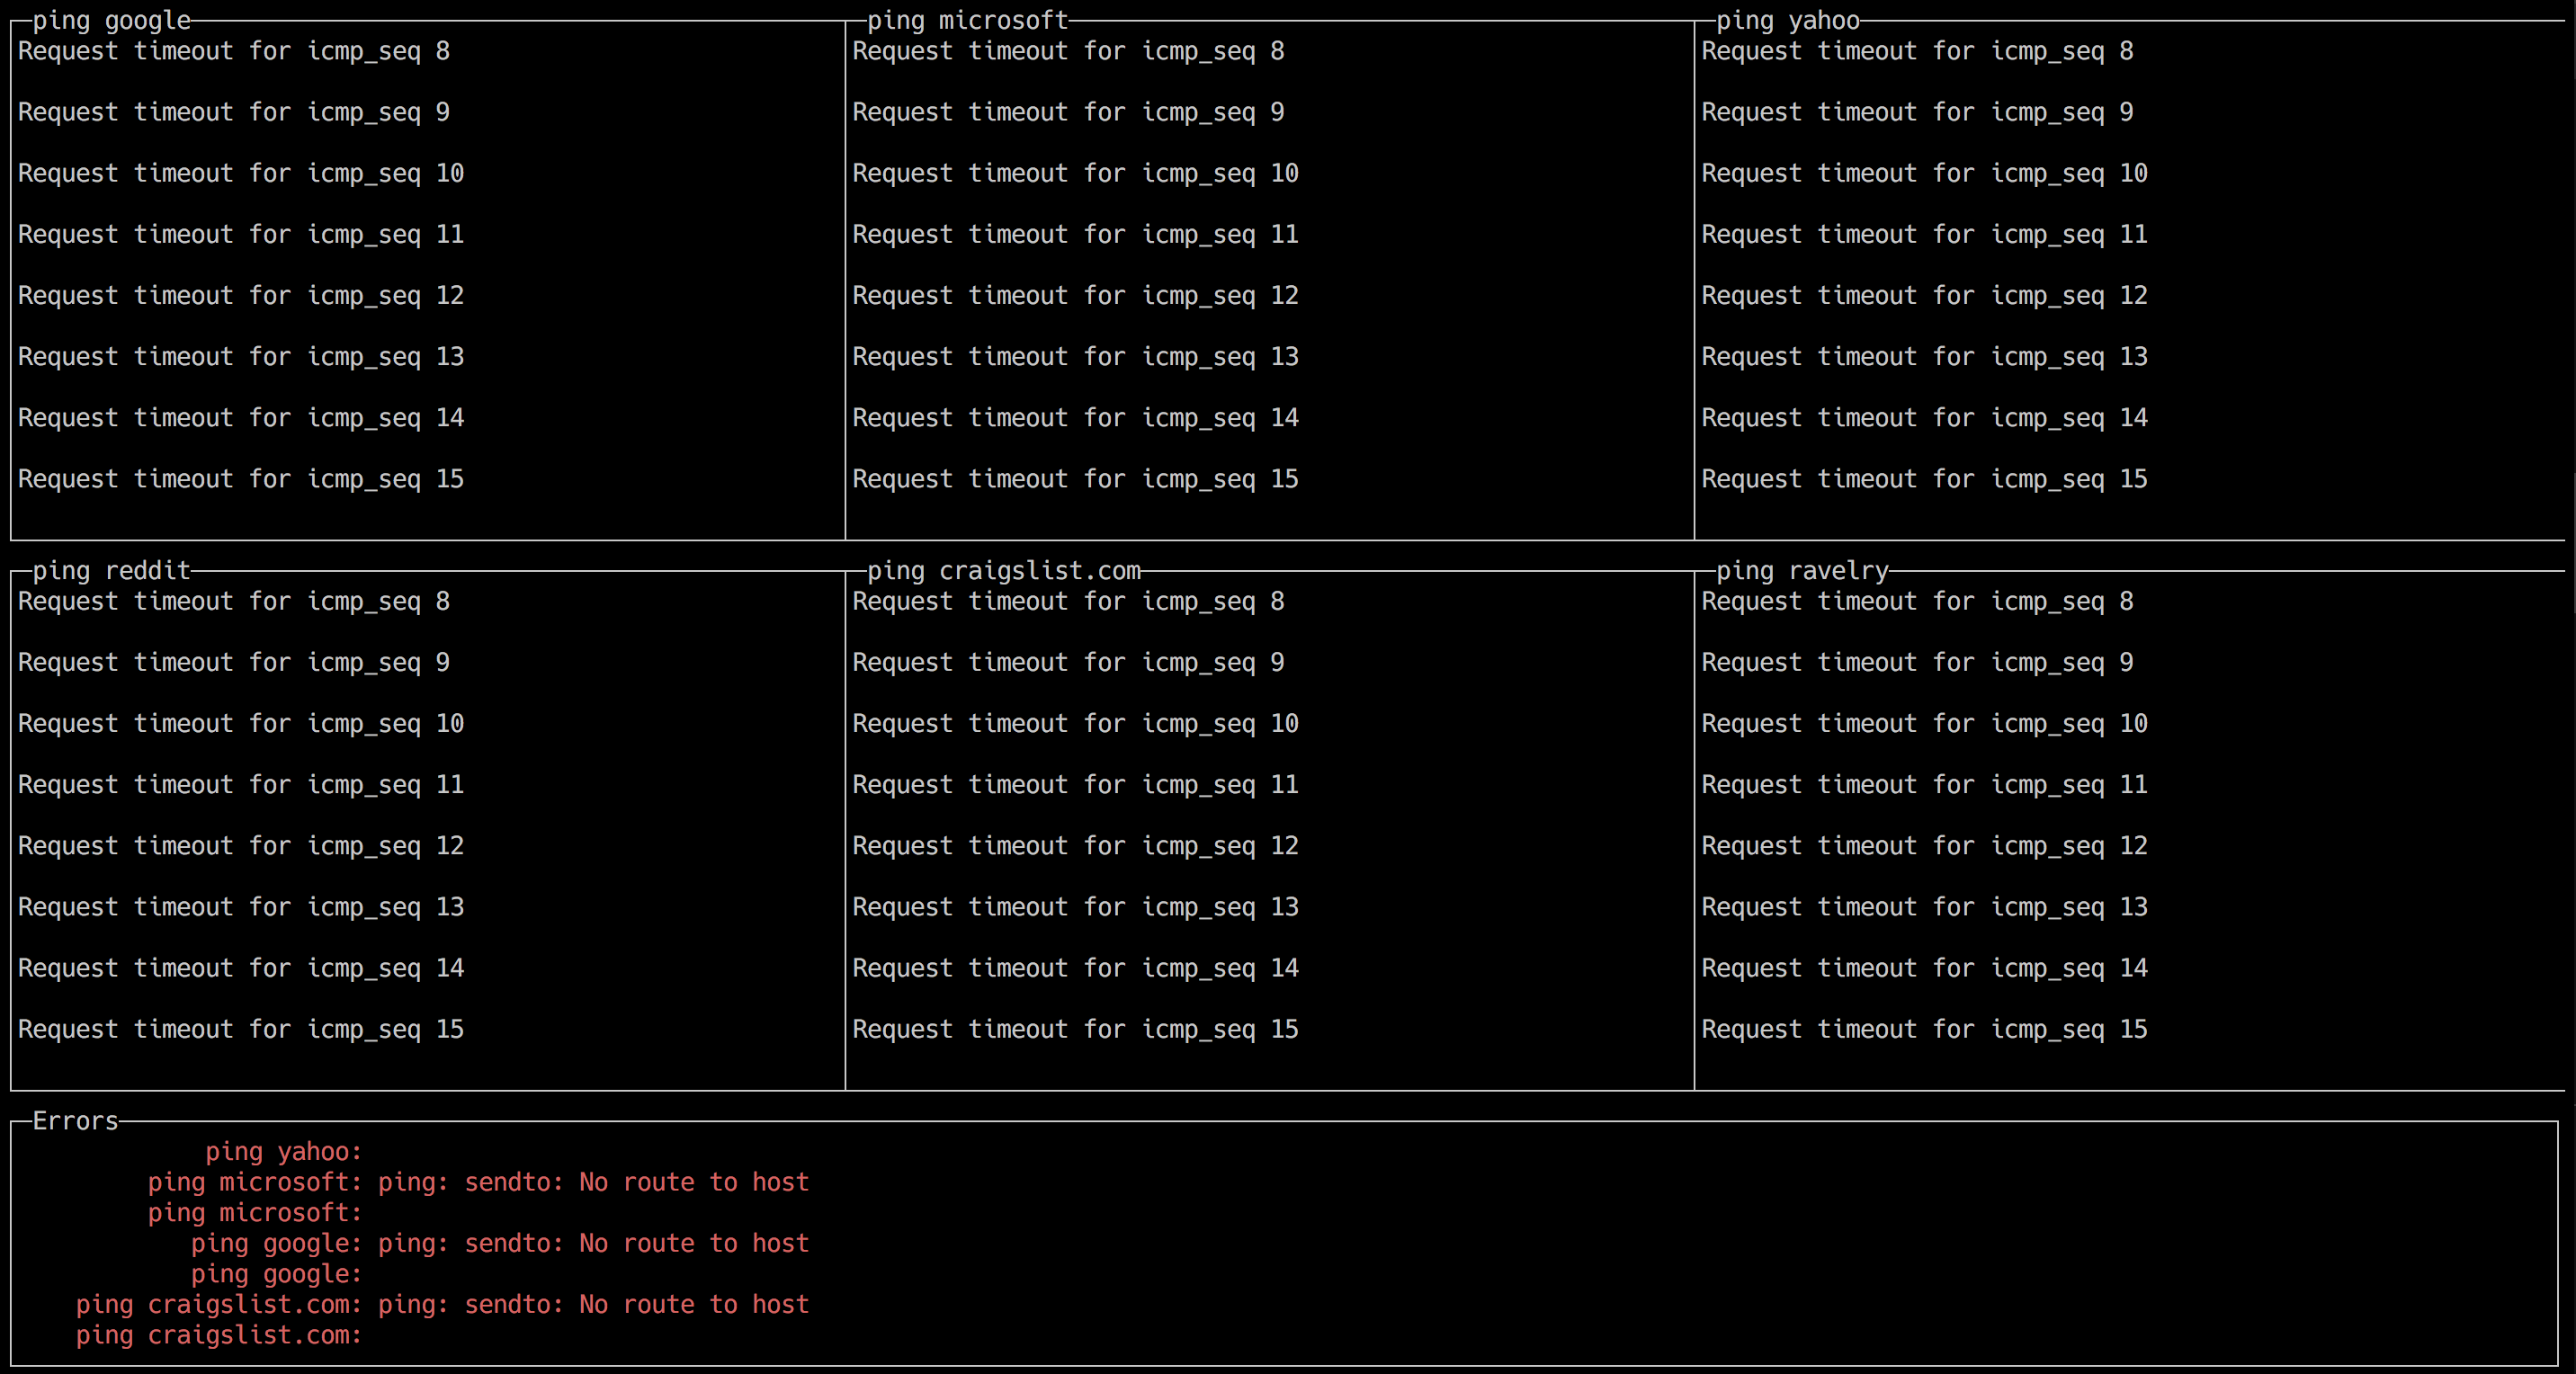 ping google
Request timeout for icmp_seq 8
Request timeout for icmp_seq 9
Request timeout for icmp_seq 10
Request timeout for icmp_seq 11
Request timeout for icmp_seq 12
Request timeout for icmp_seq 13
Request timeout for icmp_seq 14
Request timeout for icmp_seq 15
ping microsoft
Request timeout for icmp_seq 8
Request timeout for icmp_seq 9
Request timeout for icmp_seq 10
Request timeout for icmp_seq 11
Request timeout for icmp_seq 12
Request timeout for icmp_seq 13
Request timeout for icmp_seq 14
Request timeout for icmp_seq 15
ping yahoo
Request timeout for icmp_seq 8
Request timeout for icmp_seq 9
Request timeout for icmp_seq 10
Request timeout for icmp_seq 11
Request timeout for icmp_seq 12
Request timeout for icmp_seq 13
Request timeout for icmp_seq 14
Request timeout for icmp_seq 15
ping reddit
Request timeout for icmp_seq 8
Request timeout for icmp_seq 9
Request timeout for icmp_seq 10
Request timeout for icmp_seq 11
Request timeout for icmp_seq 12
Request timeout for icmp_seq 13
Request timeout for icmp_seq 14
Request timeout for icmp_seq 15
ping craigslist.com
Request timeout for icmp_seq 8
Request timeout for icmp_seq 9
Request timeout for icmp_seq 10
Request timeout for icmp_seq 11
Request timeout for icmp_seq 12
Request timeout for icmp_seq 13
Request timeout for icmp_seq 14
Request timeout for icmp_seq 15
ping ravelry
Request timeout for icmp_seq 8
Request timeout for icmp_seq 9
Request timeout for icmp_seq 10
Request timeout for icmp_seq 11
Request timeout for icmp_seq 12
Request timeout for icmp_seq 13
Request timeout for icmp_seq 14
Request timeout for icmp_seq 15
Errors
ping yahoo:
ping microsoft: ping: sendto: No route to host
ping microsoft:
ping google: ping: sendto: No route to host
ping google:
ping craigslist.com: ping: sendto: No route to host
ping craigslist.com: